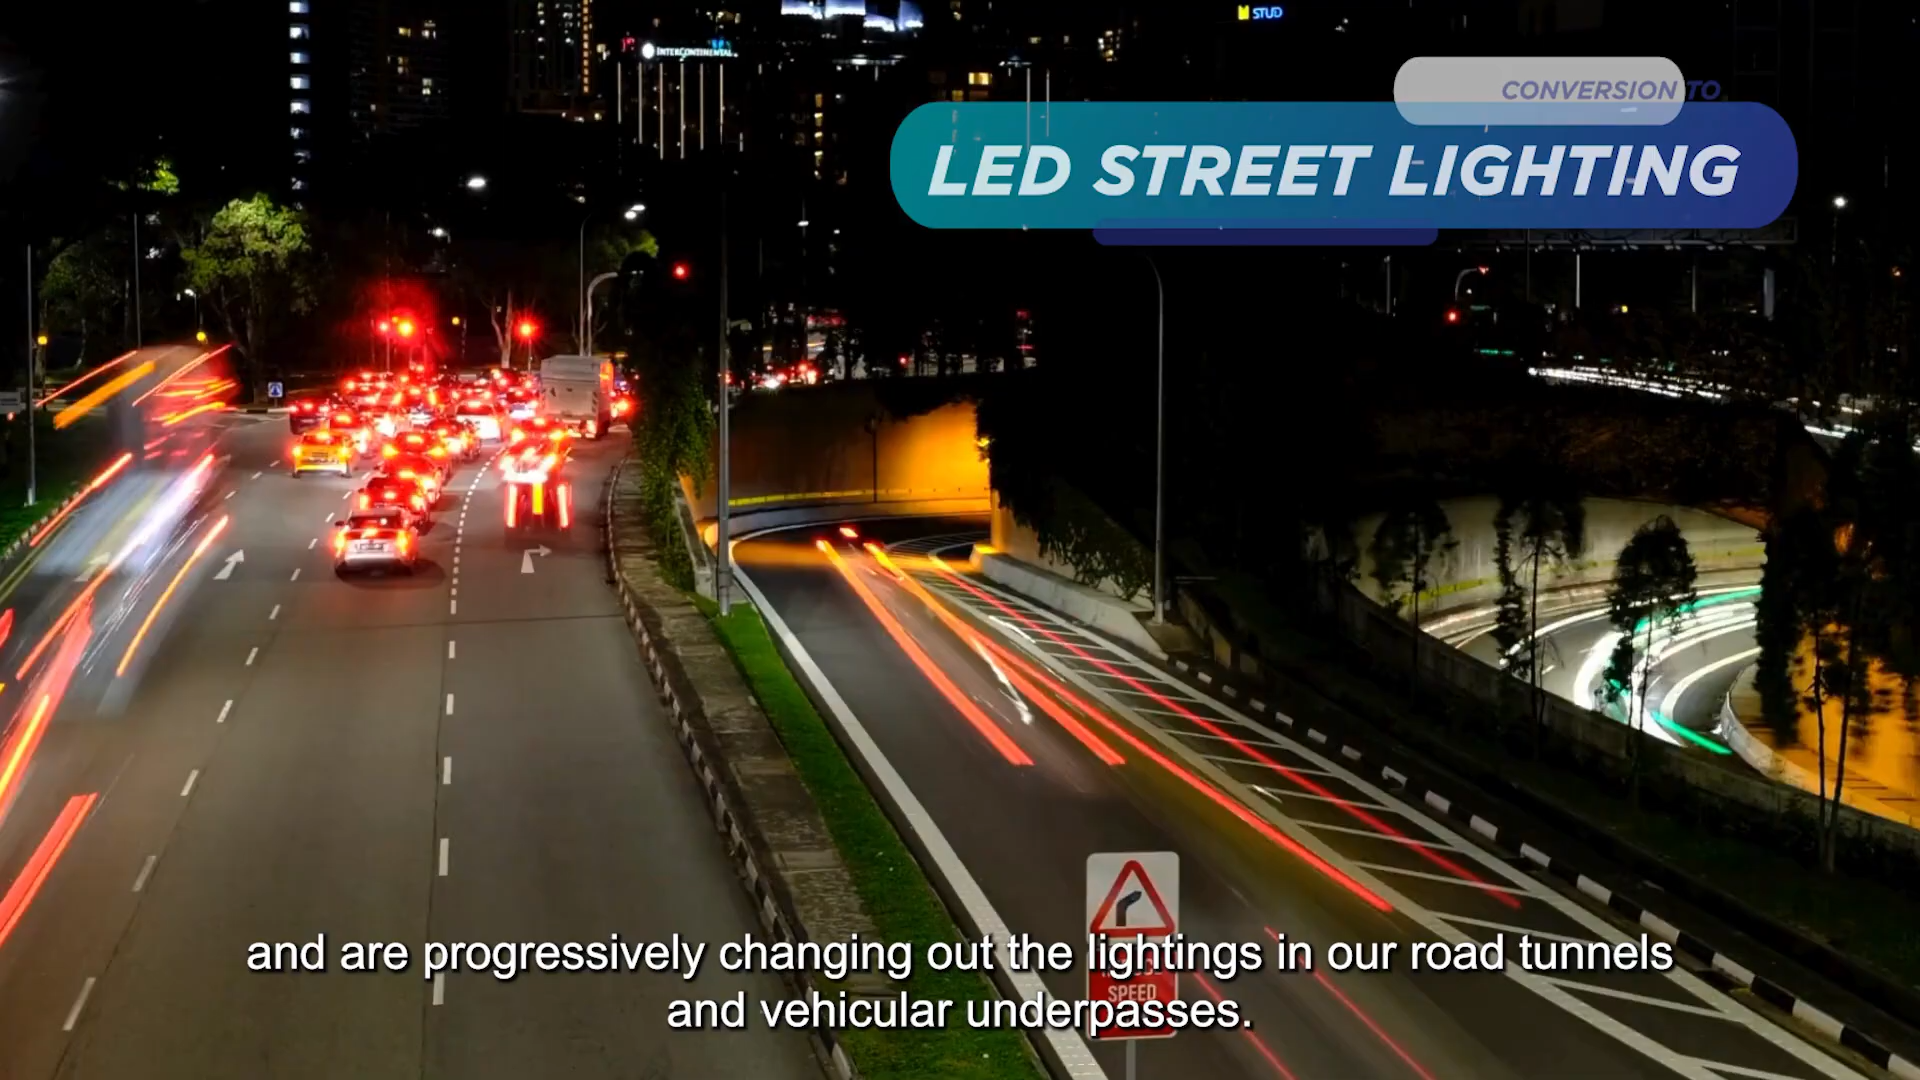 STUD
INTERCONTINENTAL
CONVERSION TO
LED STREET LIGHTING
SPEED
and are progressively changing out the lightings in our road tunnels
and vehicular underpasses.